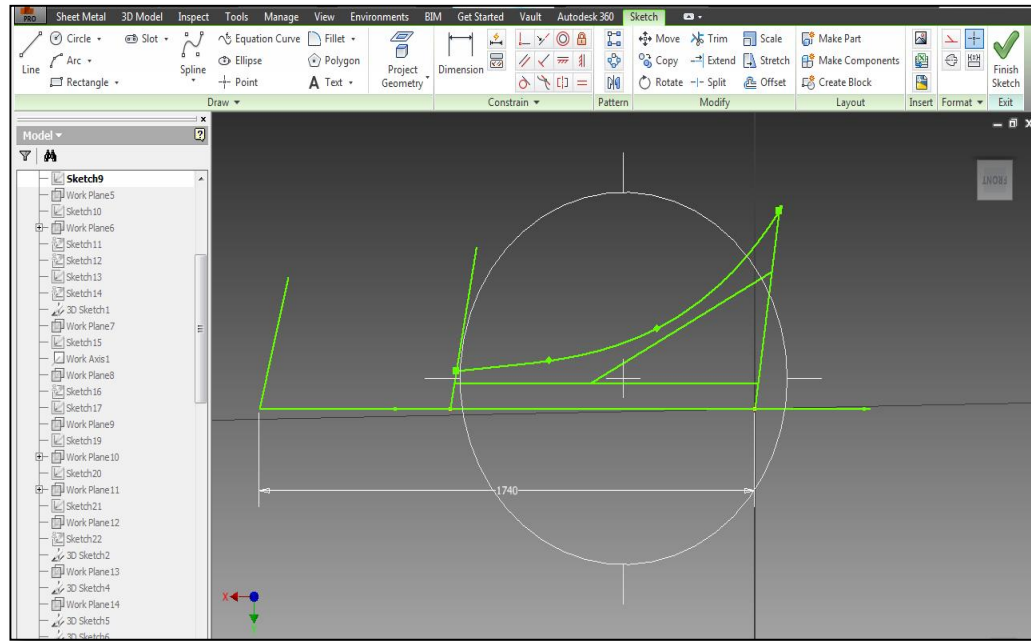 PRO Sheet Metal 3D Model Inspect Tools Manage View Environments BIM Get Started Vault Autodesk 360 Sketch
Line
Circle
Arc
Rectangle
Slot
Spline
Equation Curve
Ellipse
Point
Fillet
Polygon
A Text
Project Geometry
Dimension
Move
Copy
Rotate
Trim
Extend
Split
Scale
Stretch
Offset
Make Part
Make Components
Create Block
Finish Sketch
Draw Constrain Pattern Modify Layout Insert Format Exit
Model
Sketch9
Work Plane5
Sketch10
Work Plane6
Sketch11
Sketch12
Sketch13
Sketch14
3D Sketch1
Work Plane7
Sketch15
Work Axis1
Work Plane8
Sketch16
Sketch17
Work Plane9
Sketch19
Work Plane10
Sketch20
Work Plane11
Sketch21
Work Plane12
Sketch22
3D Sketch2
Work Plane13
3D Sketch4
Work Plane14
3D Sketch5
3D Sketch6
FRONT
1740
X